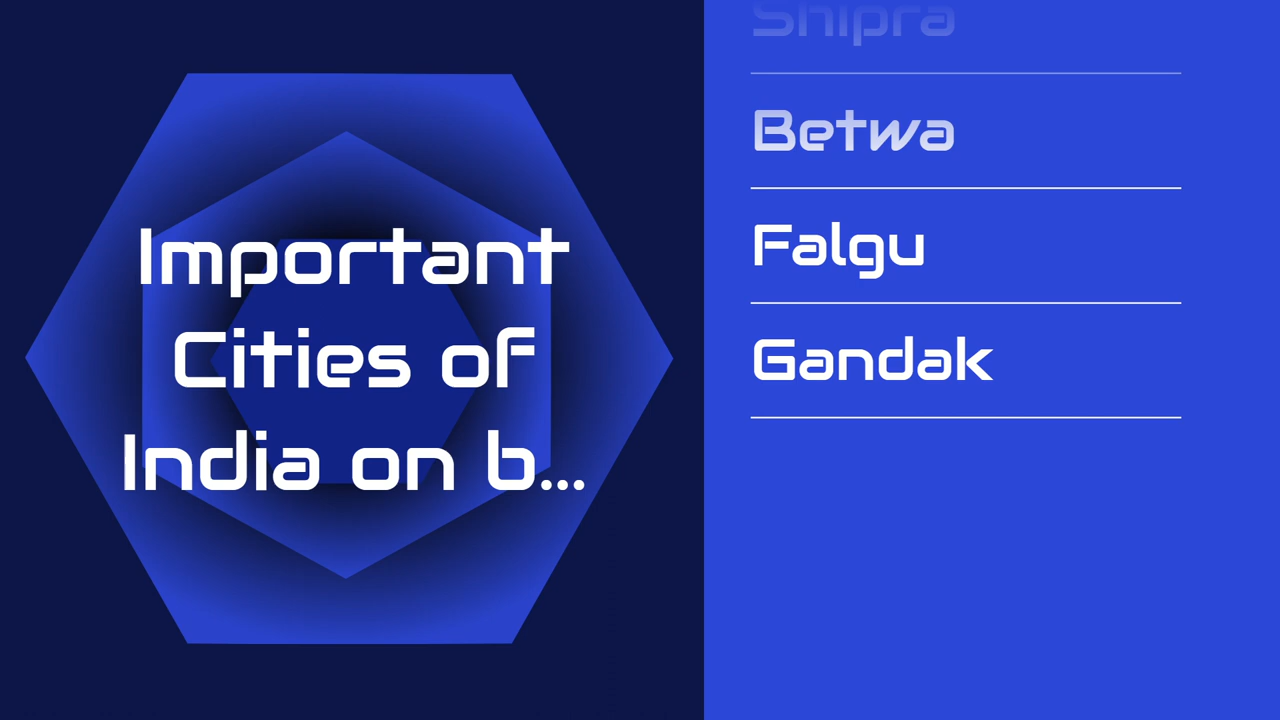 Important
Cities of
India on b...
Shipra
Betwa
Falgu
Gandak